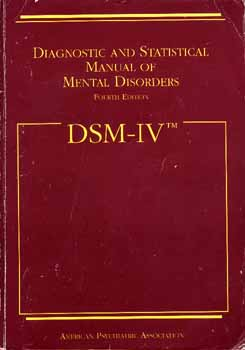 DIAGNOSTIC AND STATISTICAL
MANUAL OF
MENTAL DISORDERS
FOURTH EDITION
DSM-IV™
AMERICAN PSYCHIATRIC ASSOCIATION